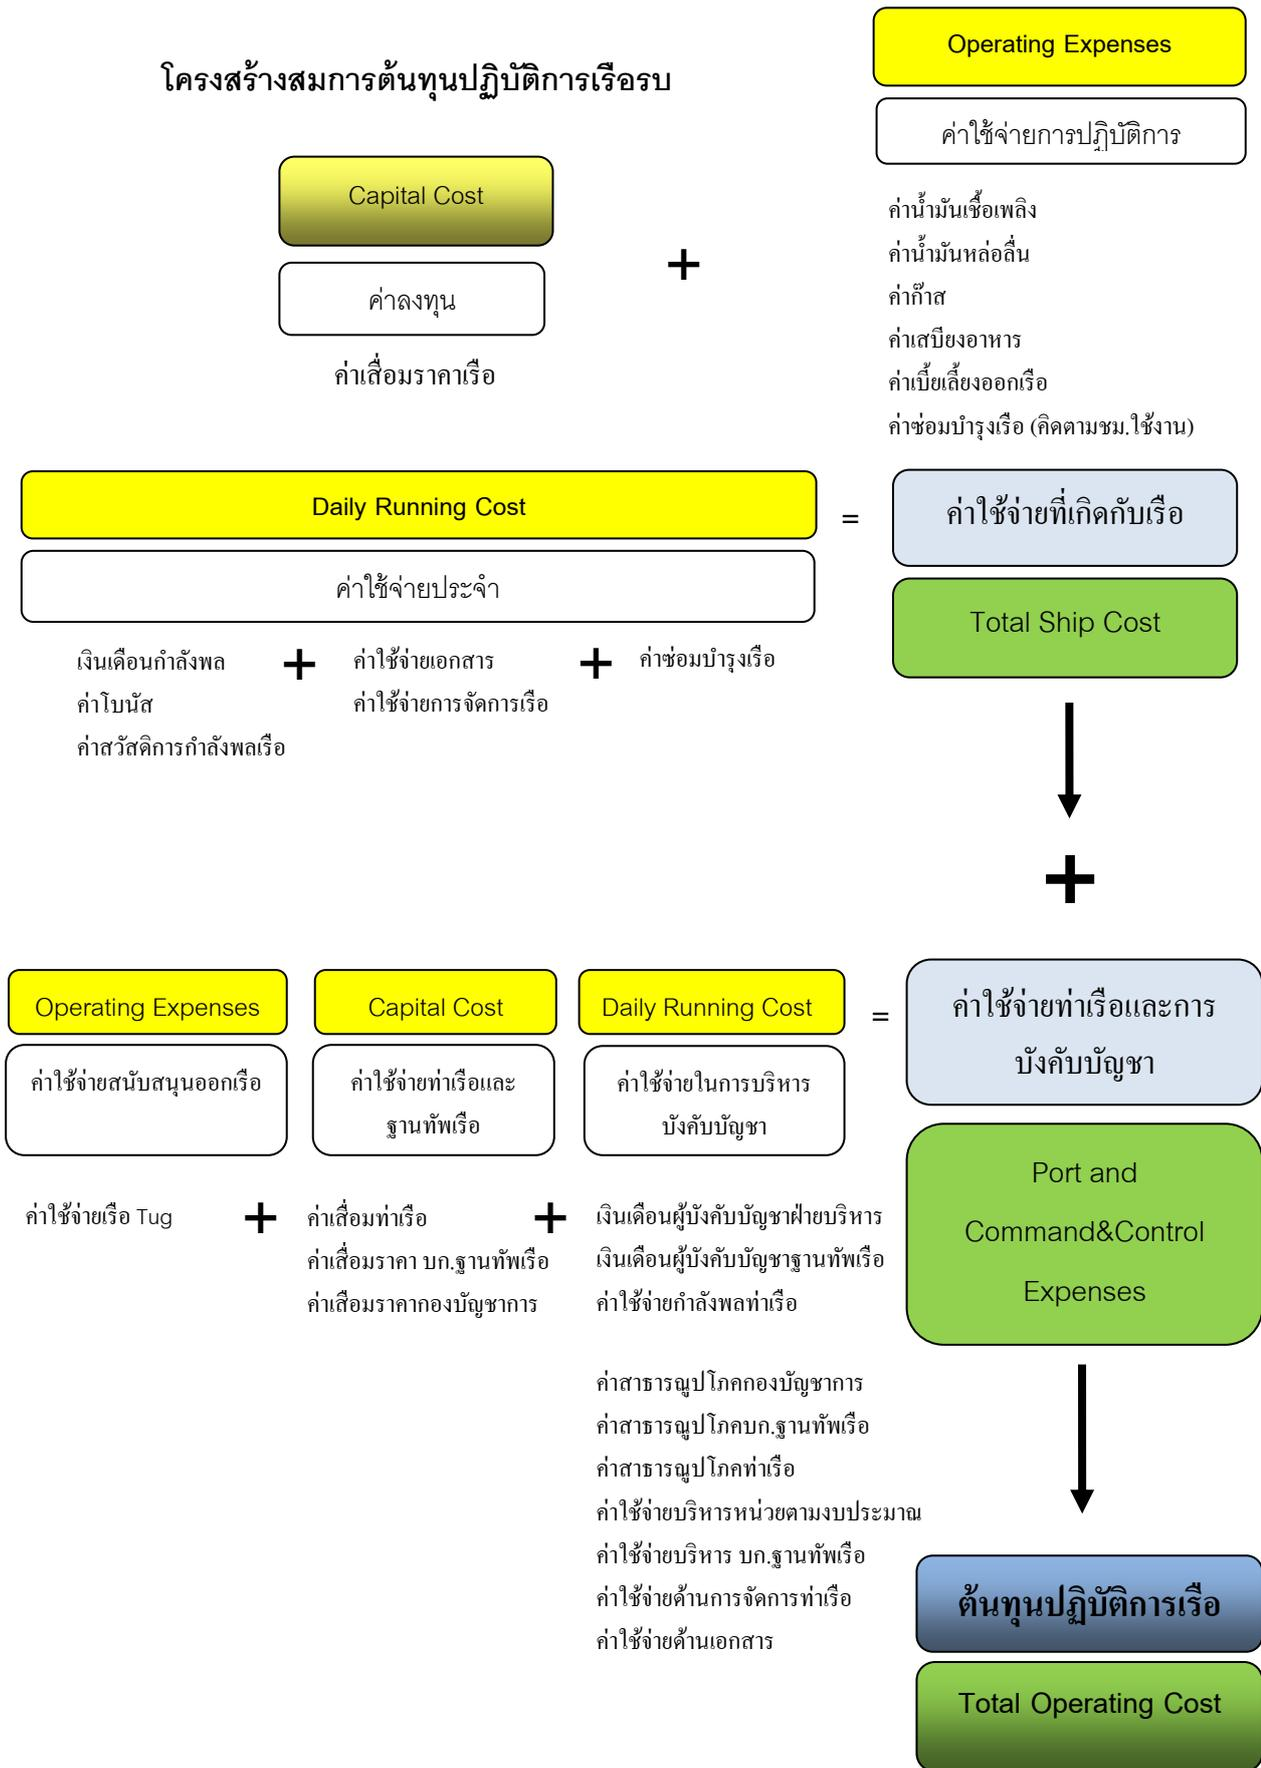 โครงสร้างสมการต้นทุนปฏิบัติการเรือรบ
Operating Expenses
ค่าใช้จ่ายการปฏิบัติการ
Capital Cost
ค่าลงทุน
ค่าเสื่อมราคาเรือ
+
ค่าน้ำมันเชื้อเพลิง
ค่าน้ำมันหล่อลื่น
ค่าก๊าส
ค่าเสบียงอาหาร
ค่าเบี้ยเลี้ยงออกเรือ
ค่าซ่อมบำรุงเรือ (คิดตามชม.ใช้งาน)
Daily Running Cost
ค่าใช้จ่ายประจำ
=
ค่าใช้จ่ายที่เกิดกับเรือ
Total Ship Cost
เงินเดือนกำลังพล
ค่าโบนัส
ค่าสวัสดิการกำลังพลเรือ
+
ค่าใช้จ่ายเอกสาร
ค่าใช้จ่ายการจัดการเรือ
+
ค่าซ่อมบำรุงเรือ
+
Operating Expenses
ค่าใช้จ่ายสนับสนุนออกเรือ
Capital Cost
ค่าใช้จ่ายท่าเรือและ
ฐานทัพเรือ
Daily Running Cost
ค่าใช้จ่ายในการบริหาร
บังคับบัญชา
=
ค่าใช้จ่ายท่าเรือและการ
บังคับบัญชา
Port and
Command&Control
Expenses
ค่าใช้จ่ายเรือ Tug
+
ค่าเสื่อมท่าเรือ
ค่าเสื่อมราคา บก.ฐานทัพเรือ
ค่าเสื่อมราคากองบัญชาการ
+
เงินเดือนผู้บังคับบัญชาฝ่ายบริหาร
เงินเดือนผู้บังคับบัญชาฐานทัพเรือ
ค่าใช้จ่ายกำลังพลท่าเรือ
ค่าสาธารณูปโภคกองบัญชาการ
ค่าสาธารณูปโภคบก.ฐานทัพเรือ
ค่าสาธารณูปโภคท่าเรือ
ค่าใช้จ่ายบริหารหน่วยตามงบประมาณ
ค่าใช้จ่ายบริหาร บก.ฐานทัพเรือ
ค่าใช้จ่ายด้านการจัดการท่าเรือ
ค่าใช้จ่ายด้านเอกสาร
ต้นทุนปฏิบัติการเรือ
Total Operating Cost